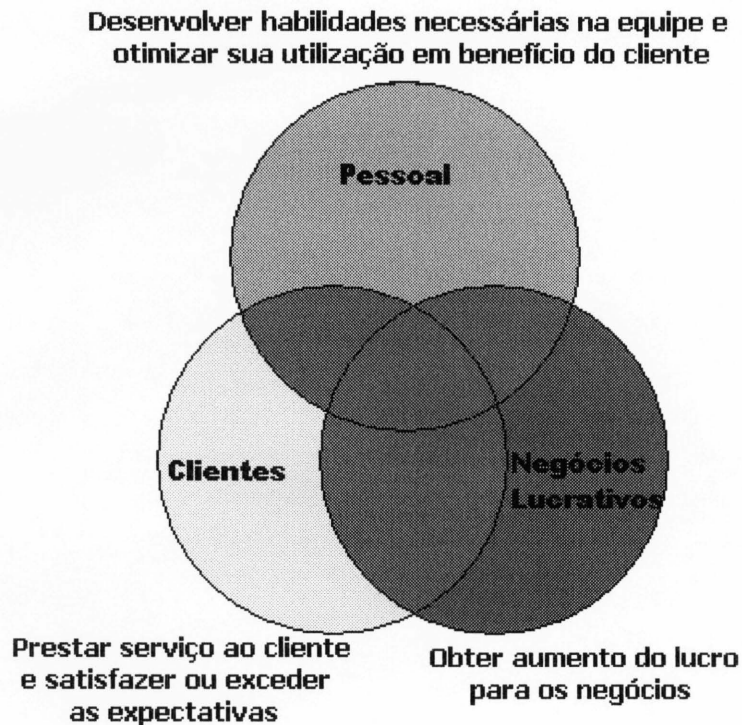 Desenvolver habilidades necessárias na equipe e
otimizar sua utilização em benefício do cliente
Pessoal
Clientes
Negócios
Lucrativos
Prestar serviço ao cliente
e satisfazer ou exceder
as expectativas
Obter aumento do lucro
para os negócios